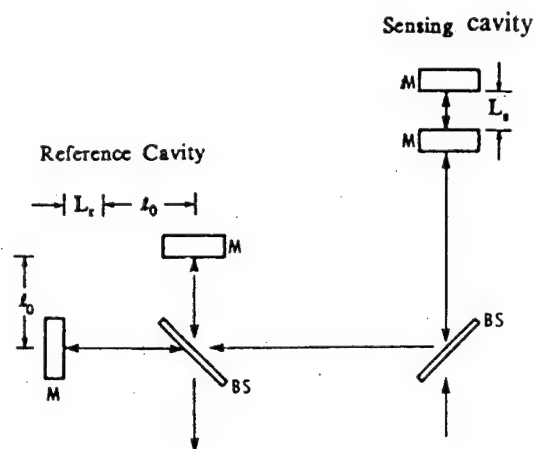 Sensing cavity
M
L_s
M
Reference Cavity
L_r
ℓ_0
M
ℓ_0
M
BS
BS